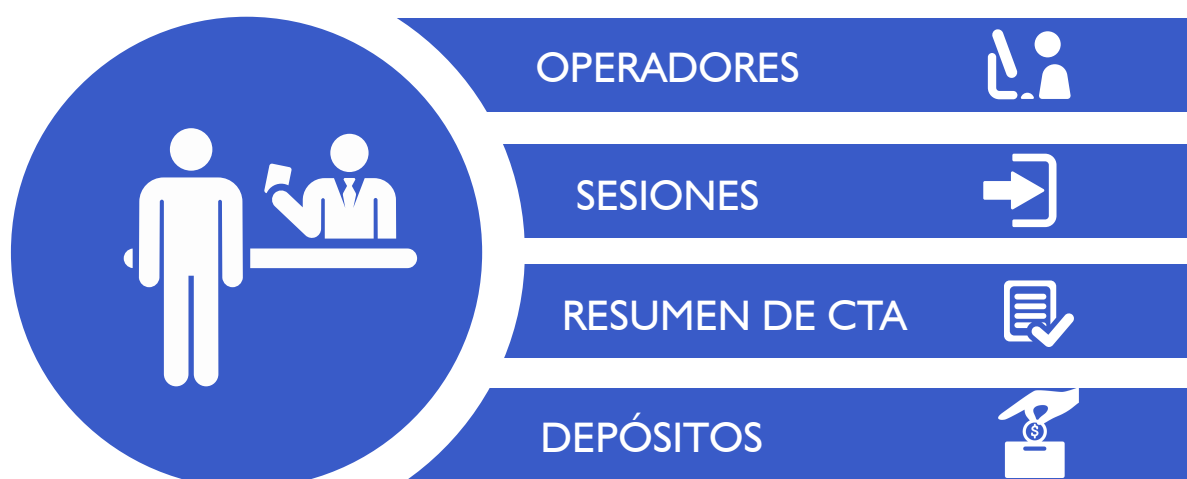 OPERADORES
SESIONES
RESUMEN DE CTA
DEPÓSITOS
$